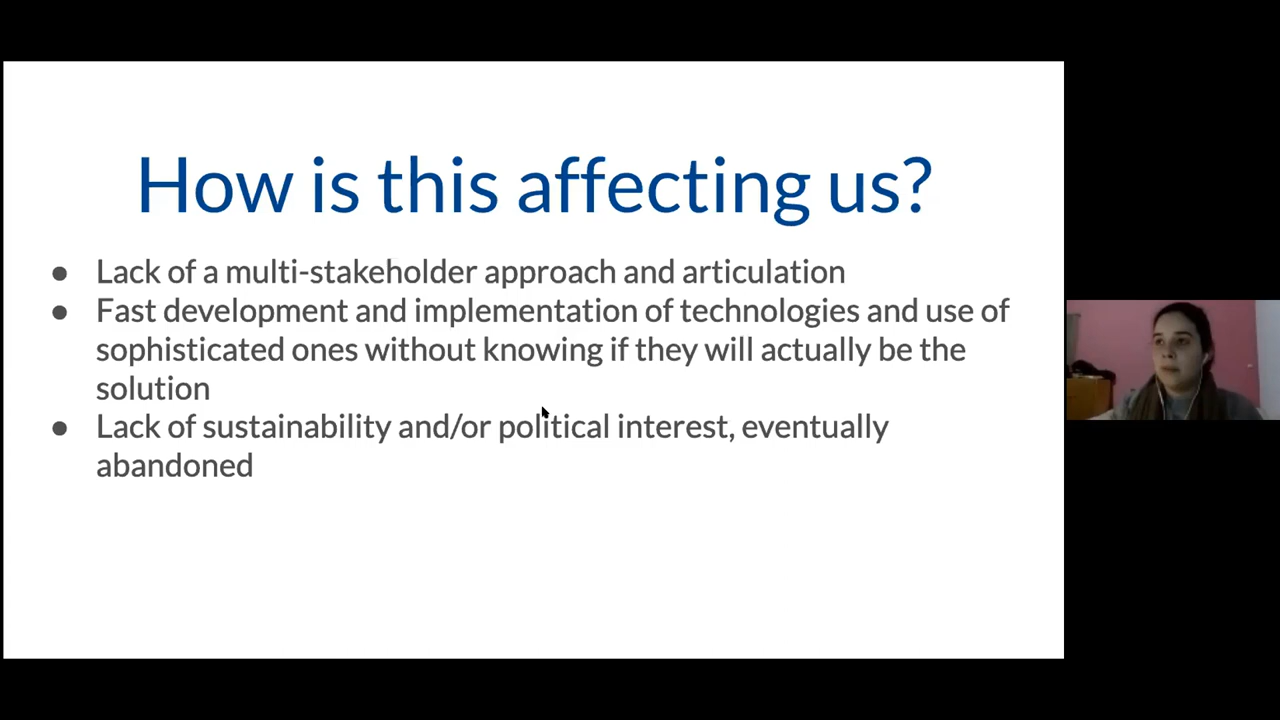 How is this affecting us?
● Lack of a multi-stakeholder approach and articulation
● Fast development and implementation of technologies and use of
sophisticated ones without knowing if they will actually be the
solution
● Lack of sustainability and/or political interest, eventually
abandoned